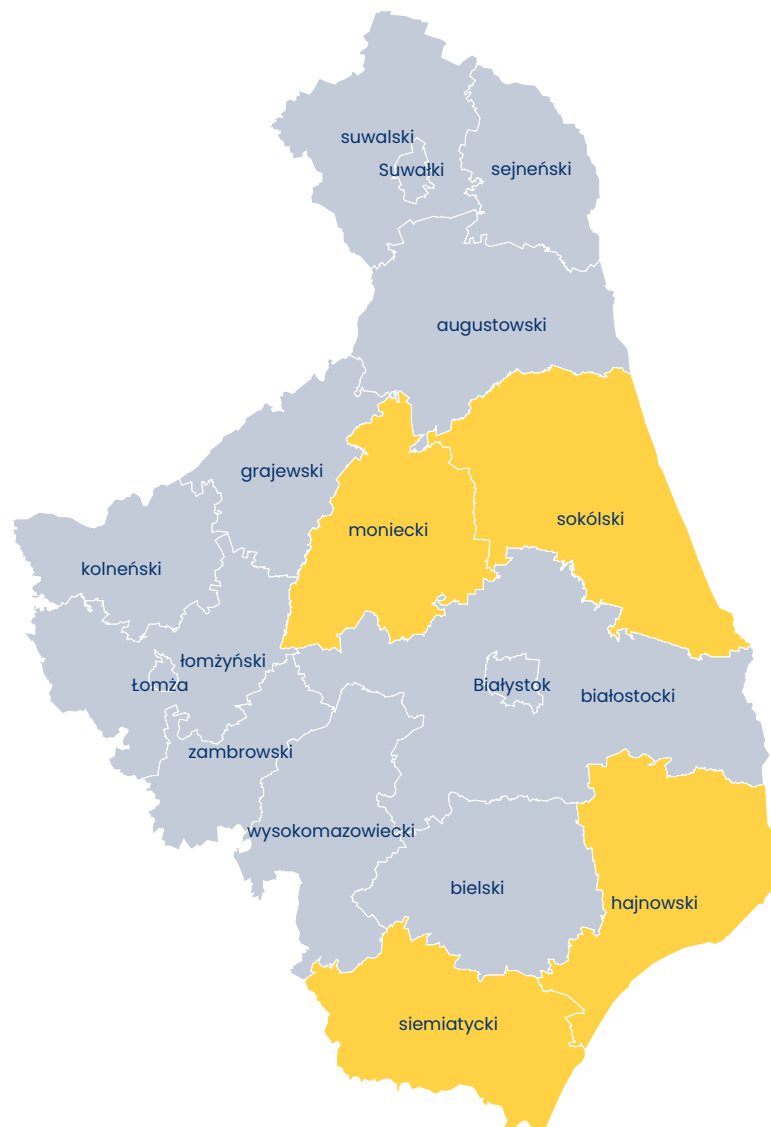 suwalski
Suwałki
sejneński
augustowski
grajewski
moniecki
sokólski
kolneński
łomżyński
Łomża
Białystok
białostocki
zambrowski
wysokomazowiecki
bielski
hajnowski
siemiatycki